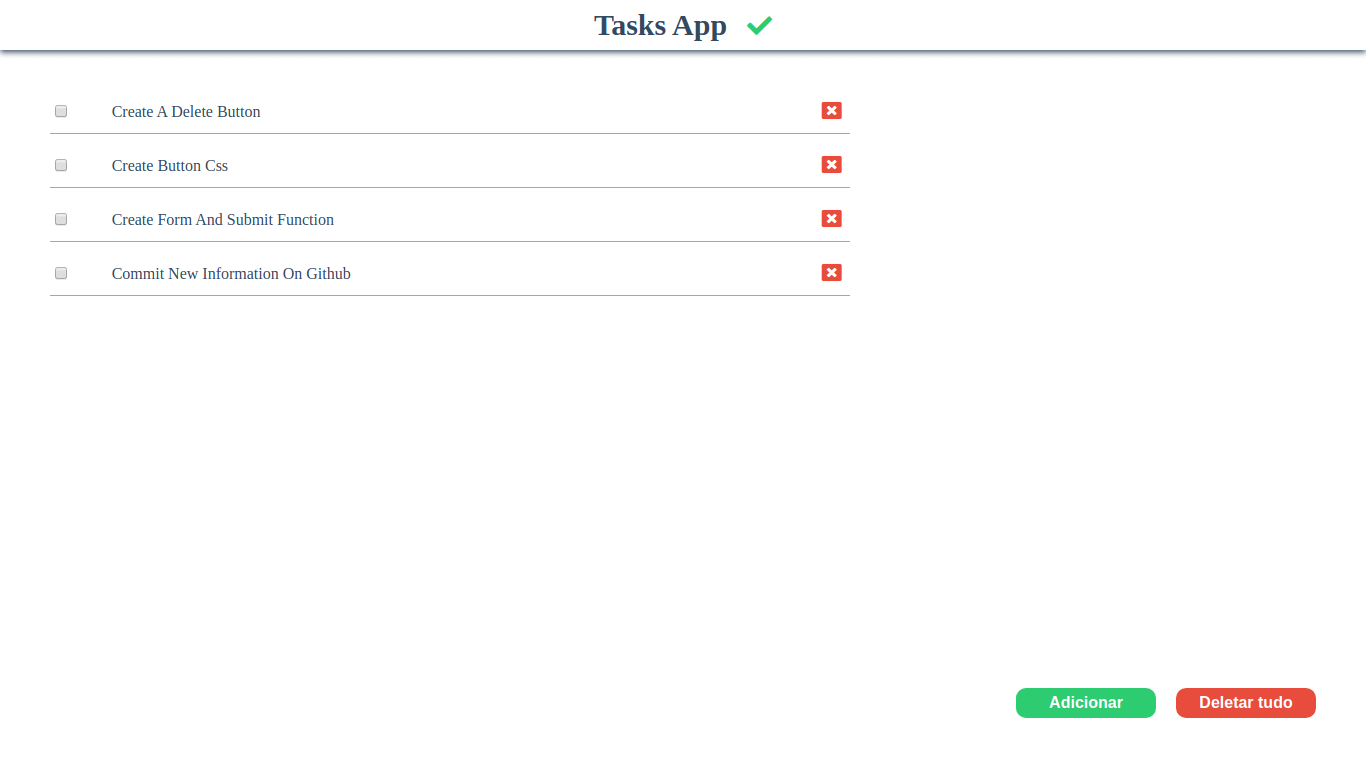 Tasks App
Create A Delete Button
Create Button Css
Create Form And Submit Function
Commit New Information On Github
Adicionar
Deletar tudo